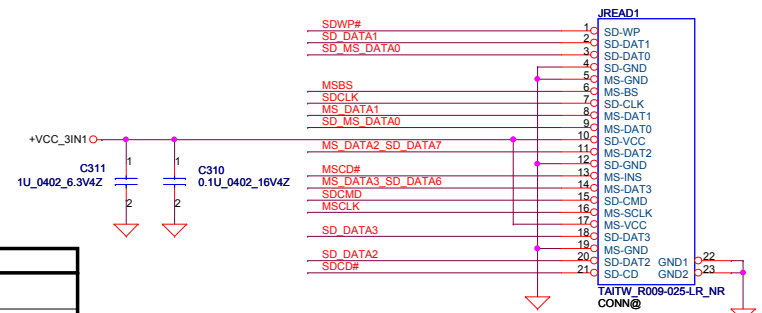 JREAD1
SDWP# 1 SD-WP
SD_DATA1 2 SD-DAT1
SD_MS_DATA0 3 SD-DAT0
4 SD-GND
5 MS-GND
MSBS 6 MS-BS
SDCLK 7 SD-CLK
MS_DATA1 8 MS-DAT1
SD_MS_DATA0 9 MS-DAT0
+VCC_3IN1 10 SD-VCC
MS_DATA2_SD_DATA7 11 MS-DAT2
12 SD-GND
MSCD# 13 MS-INS
MS_DATA3_SD_DATA6 14 MS-DAT3
SDCMD 15 SD-CMD
MSCLK 16 MS-SCLK
17 MS-VCC
SD_DATA3 18 SD-DAT3
19 MS-GND
SD_DATA2 20 SD-DAT2 GND1 22
SDCD# 21 SD-CD GND2 23
TAITW_R009-025-LR_NR
CONN@
1
C311
1U_0402_6.3V4Z
2
1
C310
0.1U_0402_16V4Z
2